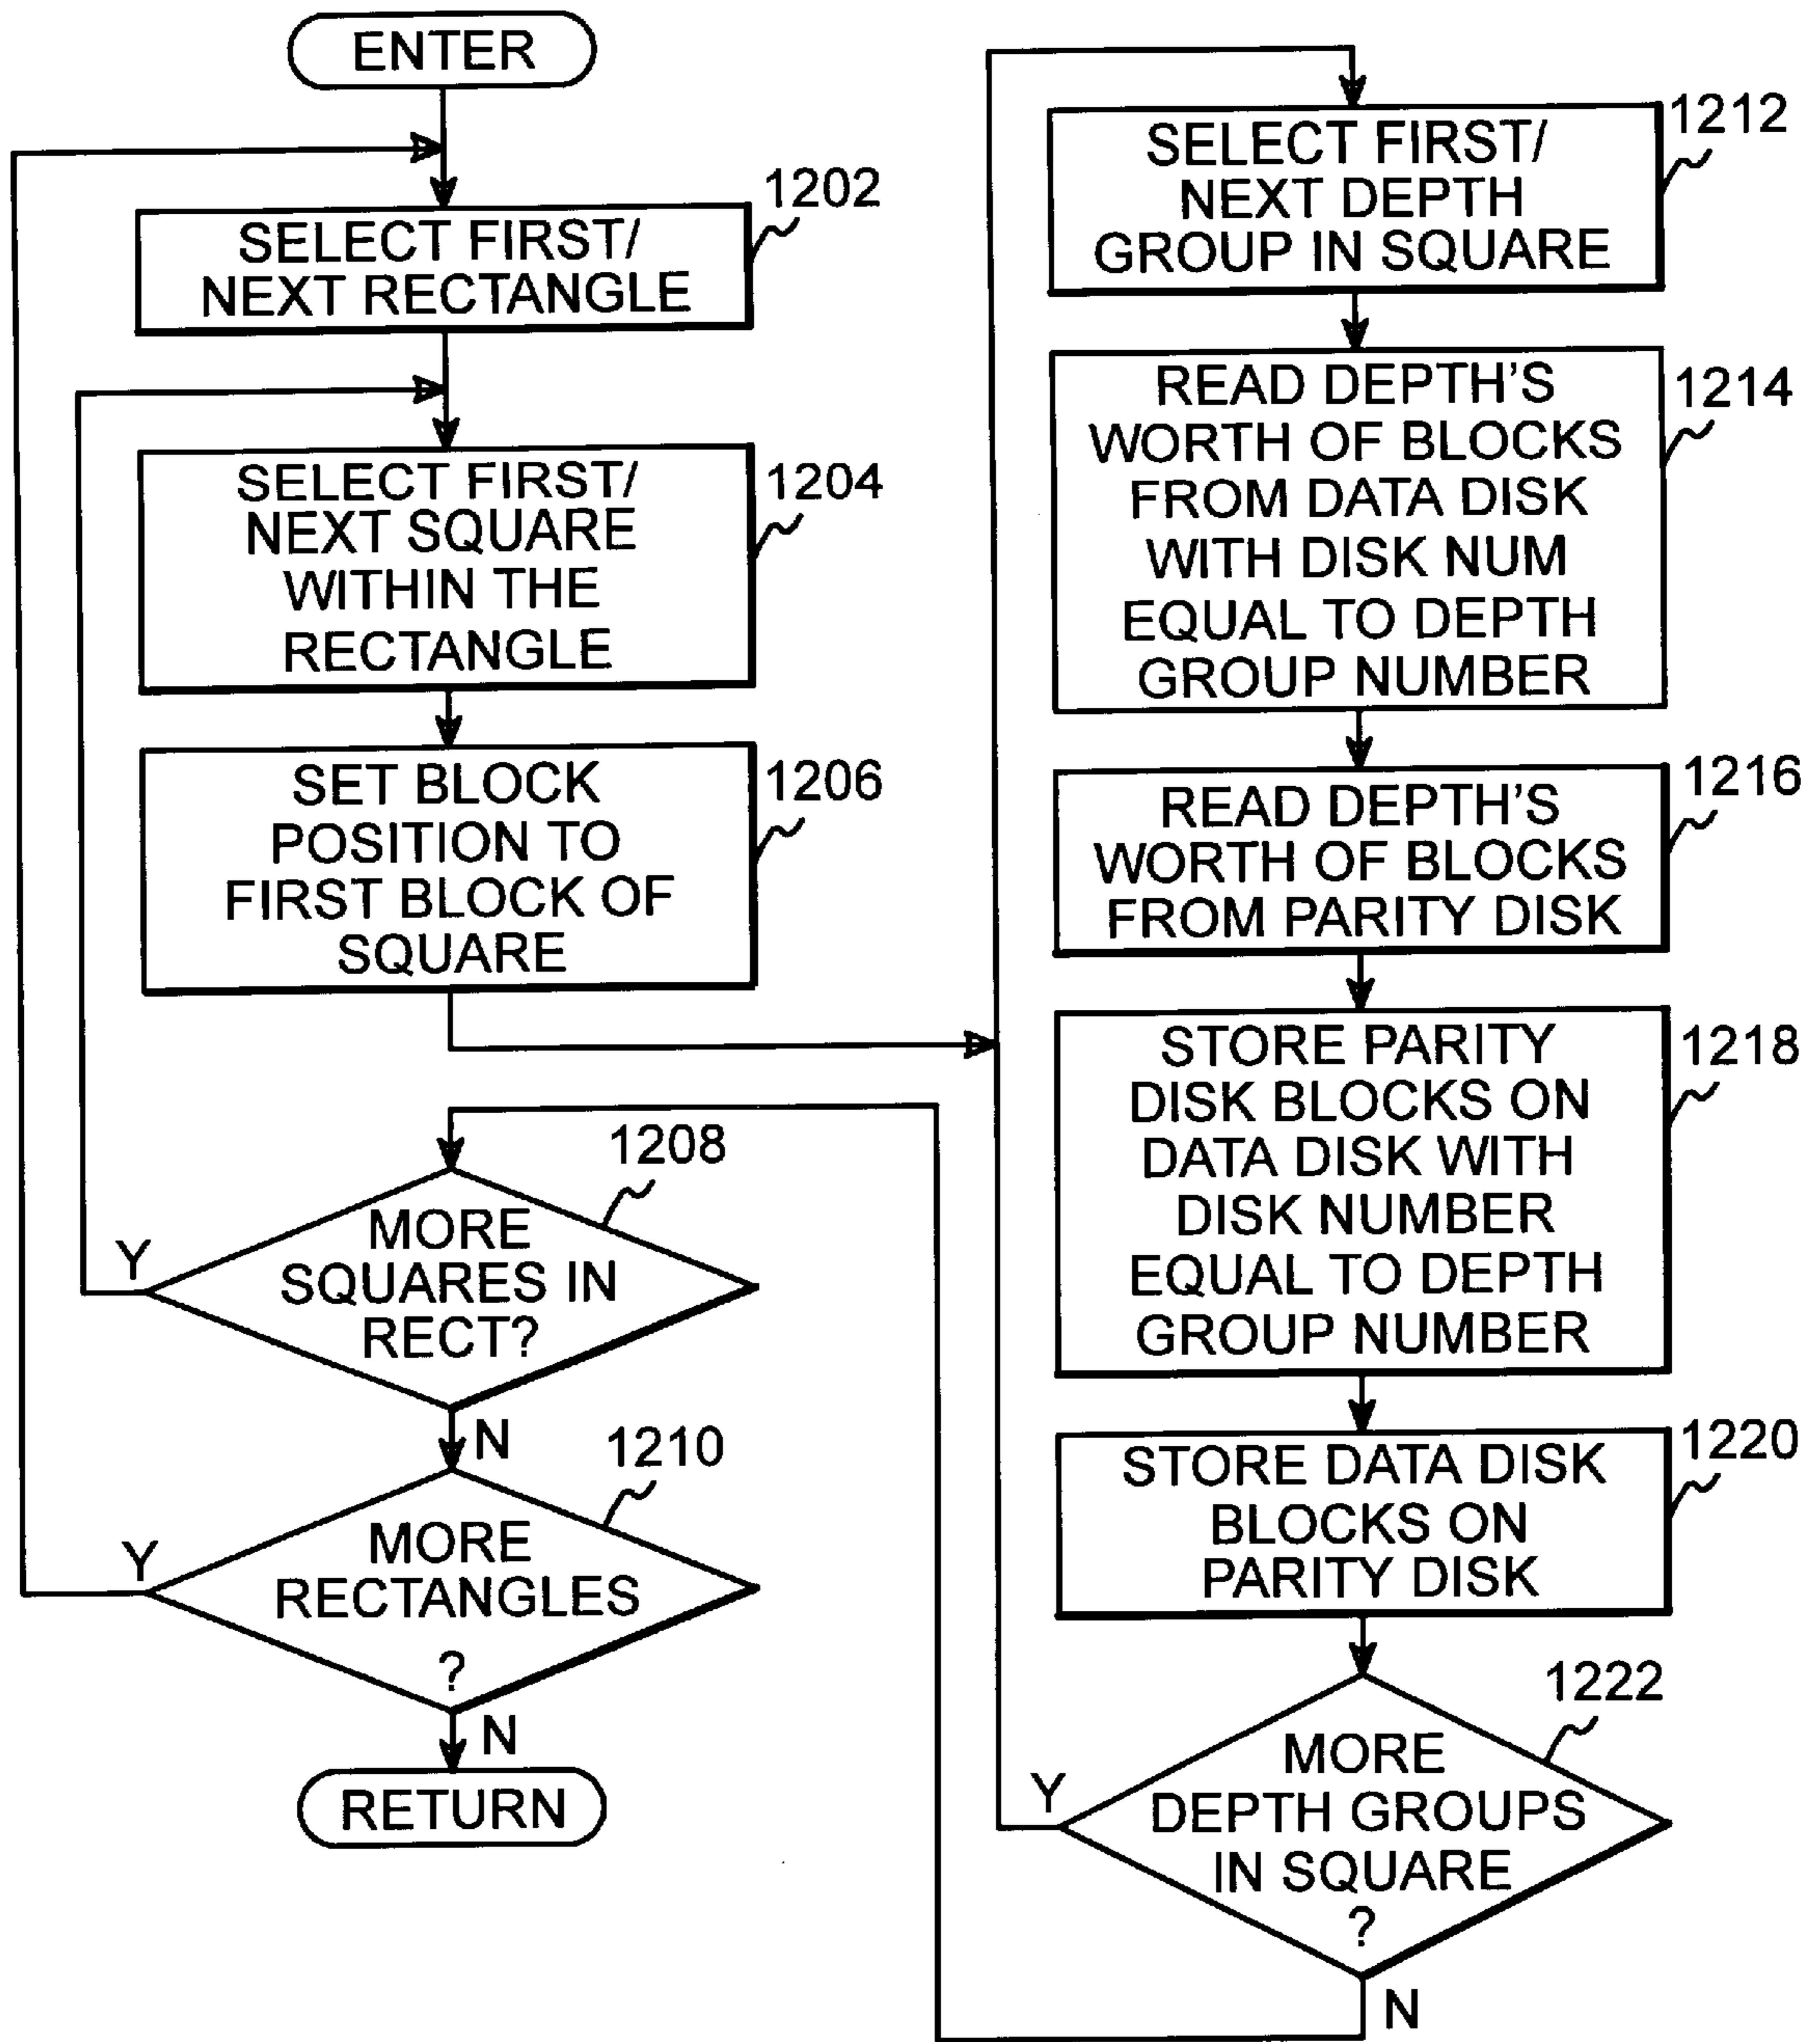 ENTER
1202
SELECT FIRST/
NEXT RECTANGLE
1204
SELECT FIRST/
NEXT SQUARE
WITHIN THE
RECTANGLE
1206
SET BLOCK
POSITION TO
FIRST BLOCK OF
SQUARE
1208
MORE
SQUARES IN
RECT?
Y
N
1210
MORE
RECTANGLES
?
Y
N
RETURN
1212
SELECT FIRST/
NEXT DEPTH
GROUP IN SQUARE
1214
READ DEPTH'S
WORTH OF BLOCKS
FROM DATA DISK
WITH DISK NUM
EQUAL TO DEPTH
GROUP NUMBER
1216
READ DEPTH'S
WORTH OF BLOCKS
FROM PARITY DISK
1218
STORE PARITY
DISK BLOCKS ON
DATA DISK WITH
DISK NUMBER
EQUAL TO DEPTH
GROUP NUMBER
1220
STORE DATA DISK
BLOCKS ON
PARITY DISK
1222
MORE
DEPTH GROUPS
IN SQUARE
?
Y
N